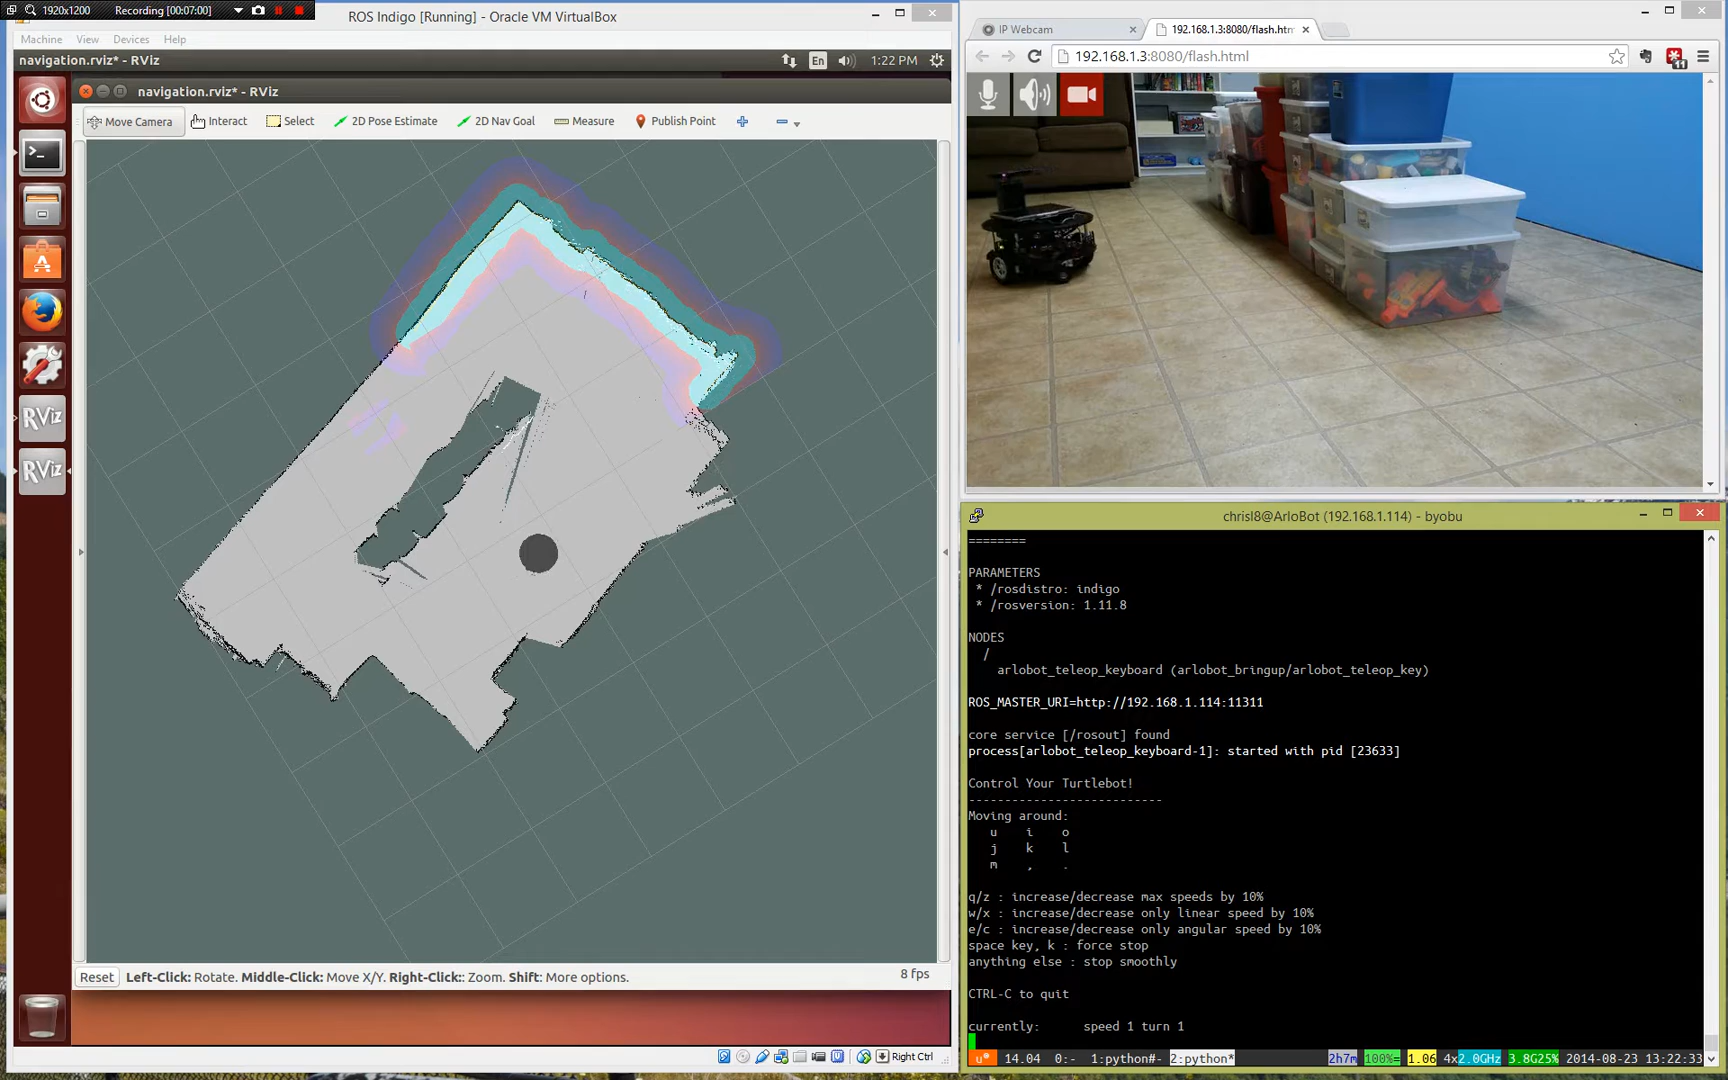 1920x1200 Recording [00:07:00]
ROS Indigo [Running] - Oracle VM VirtualBox
Machine View Devices Help
navigation.rviz* - RViz En 1:22 PM
navigation.rviz* - RViz
Move Camera Interact Select 2D Pose Estimate 2D Nav Goal Measure Publish Point
RViz
RViz
Reset Left-Click: Rotate. Middle-Click: Move X/Y. Right-Click:: Zoom. Shift: More options. 8 fps
Right Ctrl
IP Webcam 192.168.1.3:8080/flash.htm
192.168.1.3:8080/flash.html
11
chrisl8@ArloBot (192.168.1.114) - byobu
========
PARAMETERS
* /rosdistro: indigo
* /rosversion: 1.11.8
NODES
/
arlobot_teleop_keyboard (arlobot_bringup/arlobot_teleop_key)
ROS_MASTER_URI=http://192.168.1.114:11311
core service [/rosout] found
process[arlobot_teleop_keyboard-1]: started with pid [23633]
Control Your Turtlebot!
---------------------------
Moving around:
u i o
j k l
m , .
q/z : increase/decrease max speeds by 10%
w/x : increase/decrease only linear speed by 10%
e/c : increase/decrease only angular speed by 10%
space key, k : force stop
anything else : stop smoothly
CTRL-C to quit
currently: speed 1 turn 1
u* 14.04 0:- 1:python#- 2:python* 2h7m 100%= 1.06 4x2.0GHz 3.8G25% 2014-08-23 13:22:33